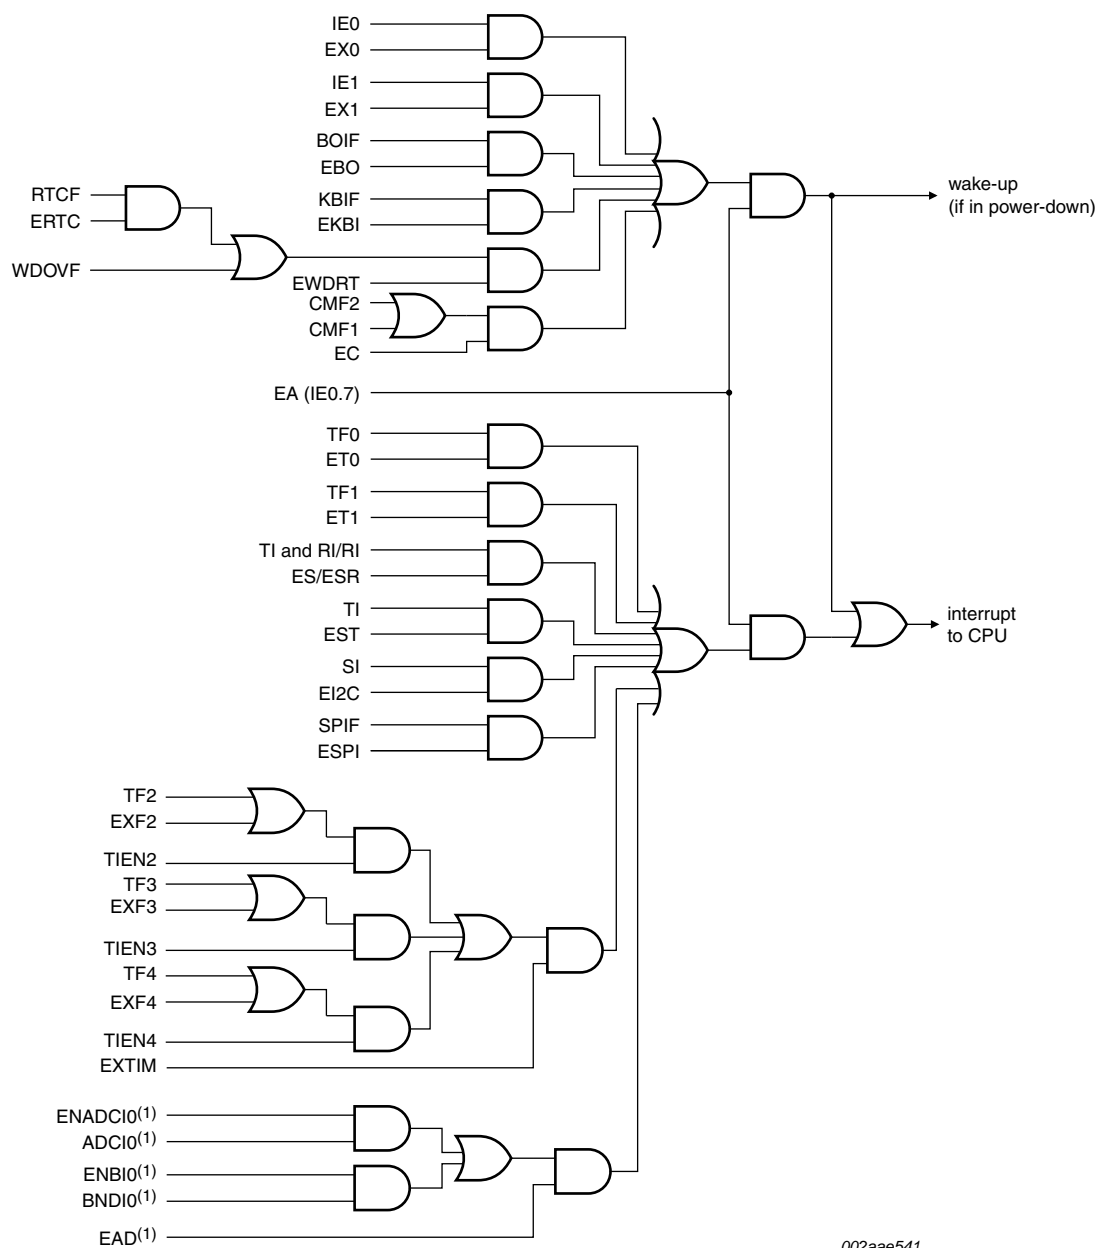 IE0
EX0
IE1
EX1
BOIF
EBO
KBIF
EKBI
RTCF
ERTC
WDOVF
EWDRT
CMF2
CMF1
EC
wake-up
(if in power-down)
EA (IE0.7)
TF0
ET0
TF1
ET1
TI and RI/RI
ES/ESR
TI
EST
SI
EI2C
SPIF
ESPI
interrupt
to CPU
TF2
EXF2
TIEN2
TF3
EXF3
TIEN3
TF4
EXF4
TIEN4
EXTIM
ENADCI0(1)
ADCI0(1)
ENBI0(1)
BNDI0(1)
EAD(1)
002aae541